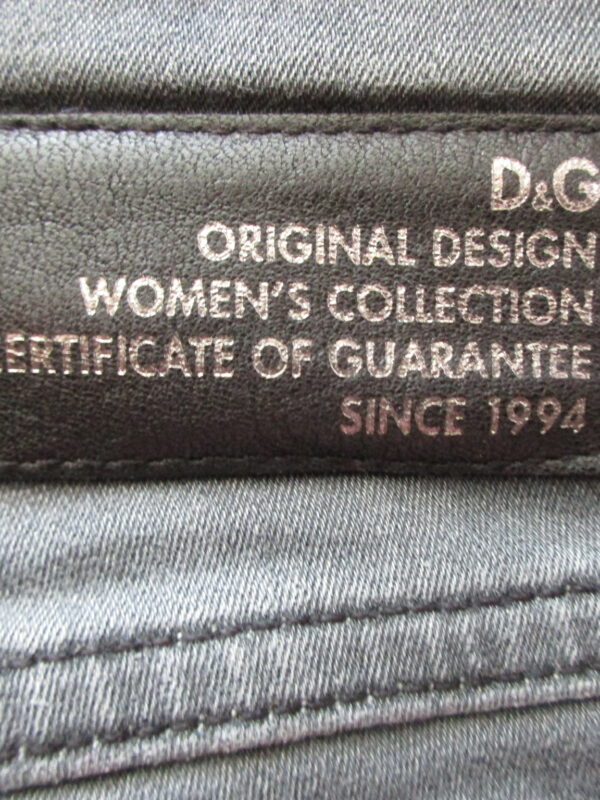 D&G
ORIGINAL DESIGN
WOMEN'S COLLECTION
ERTIFICATE OF GUARANTEE
SINCE 1994